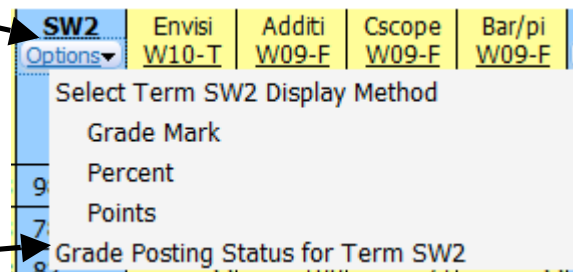 SW2 Envisi Additi Cscope Bar/pi
Options W10-T W09-F W09-F W09-F
Select Term SW2 Display Method
Grade Mark
Percent
Points
Grade Posting Status for Term SW2